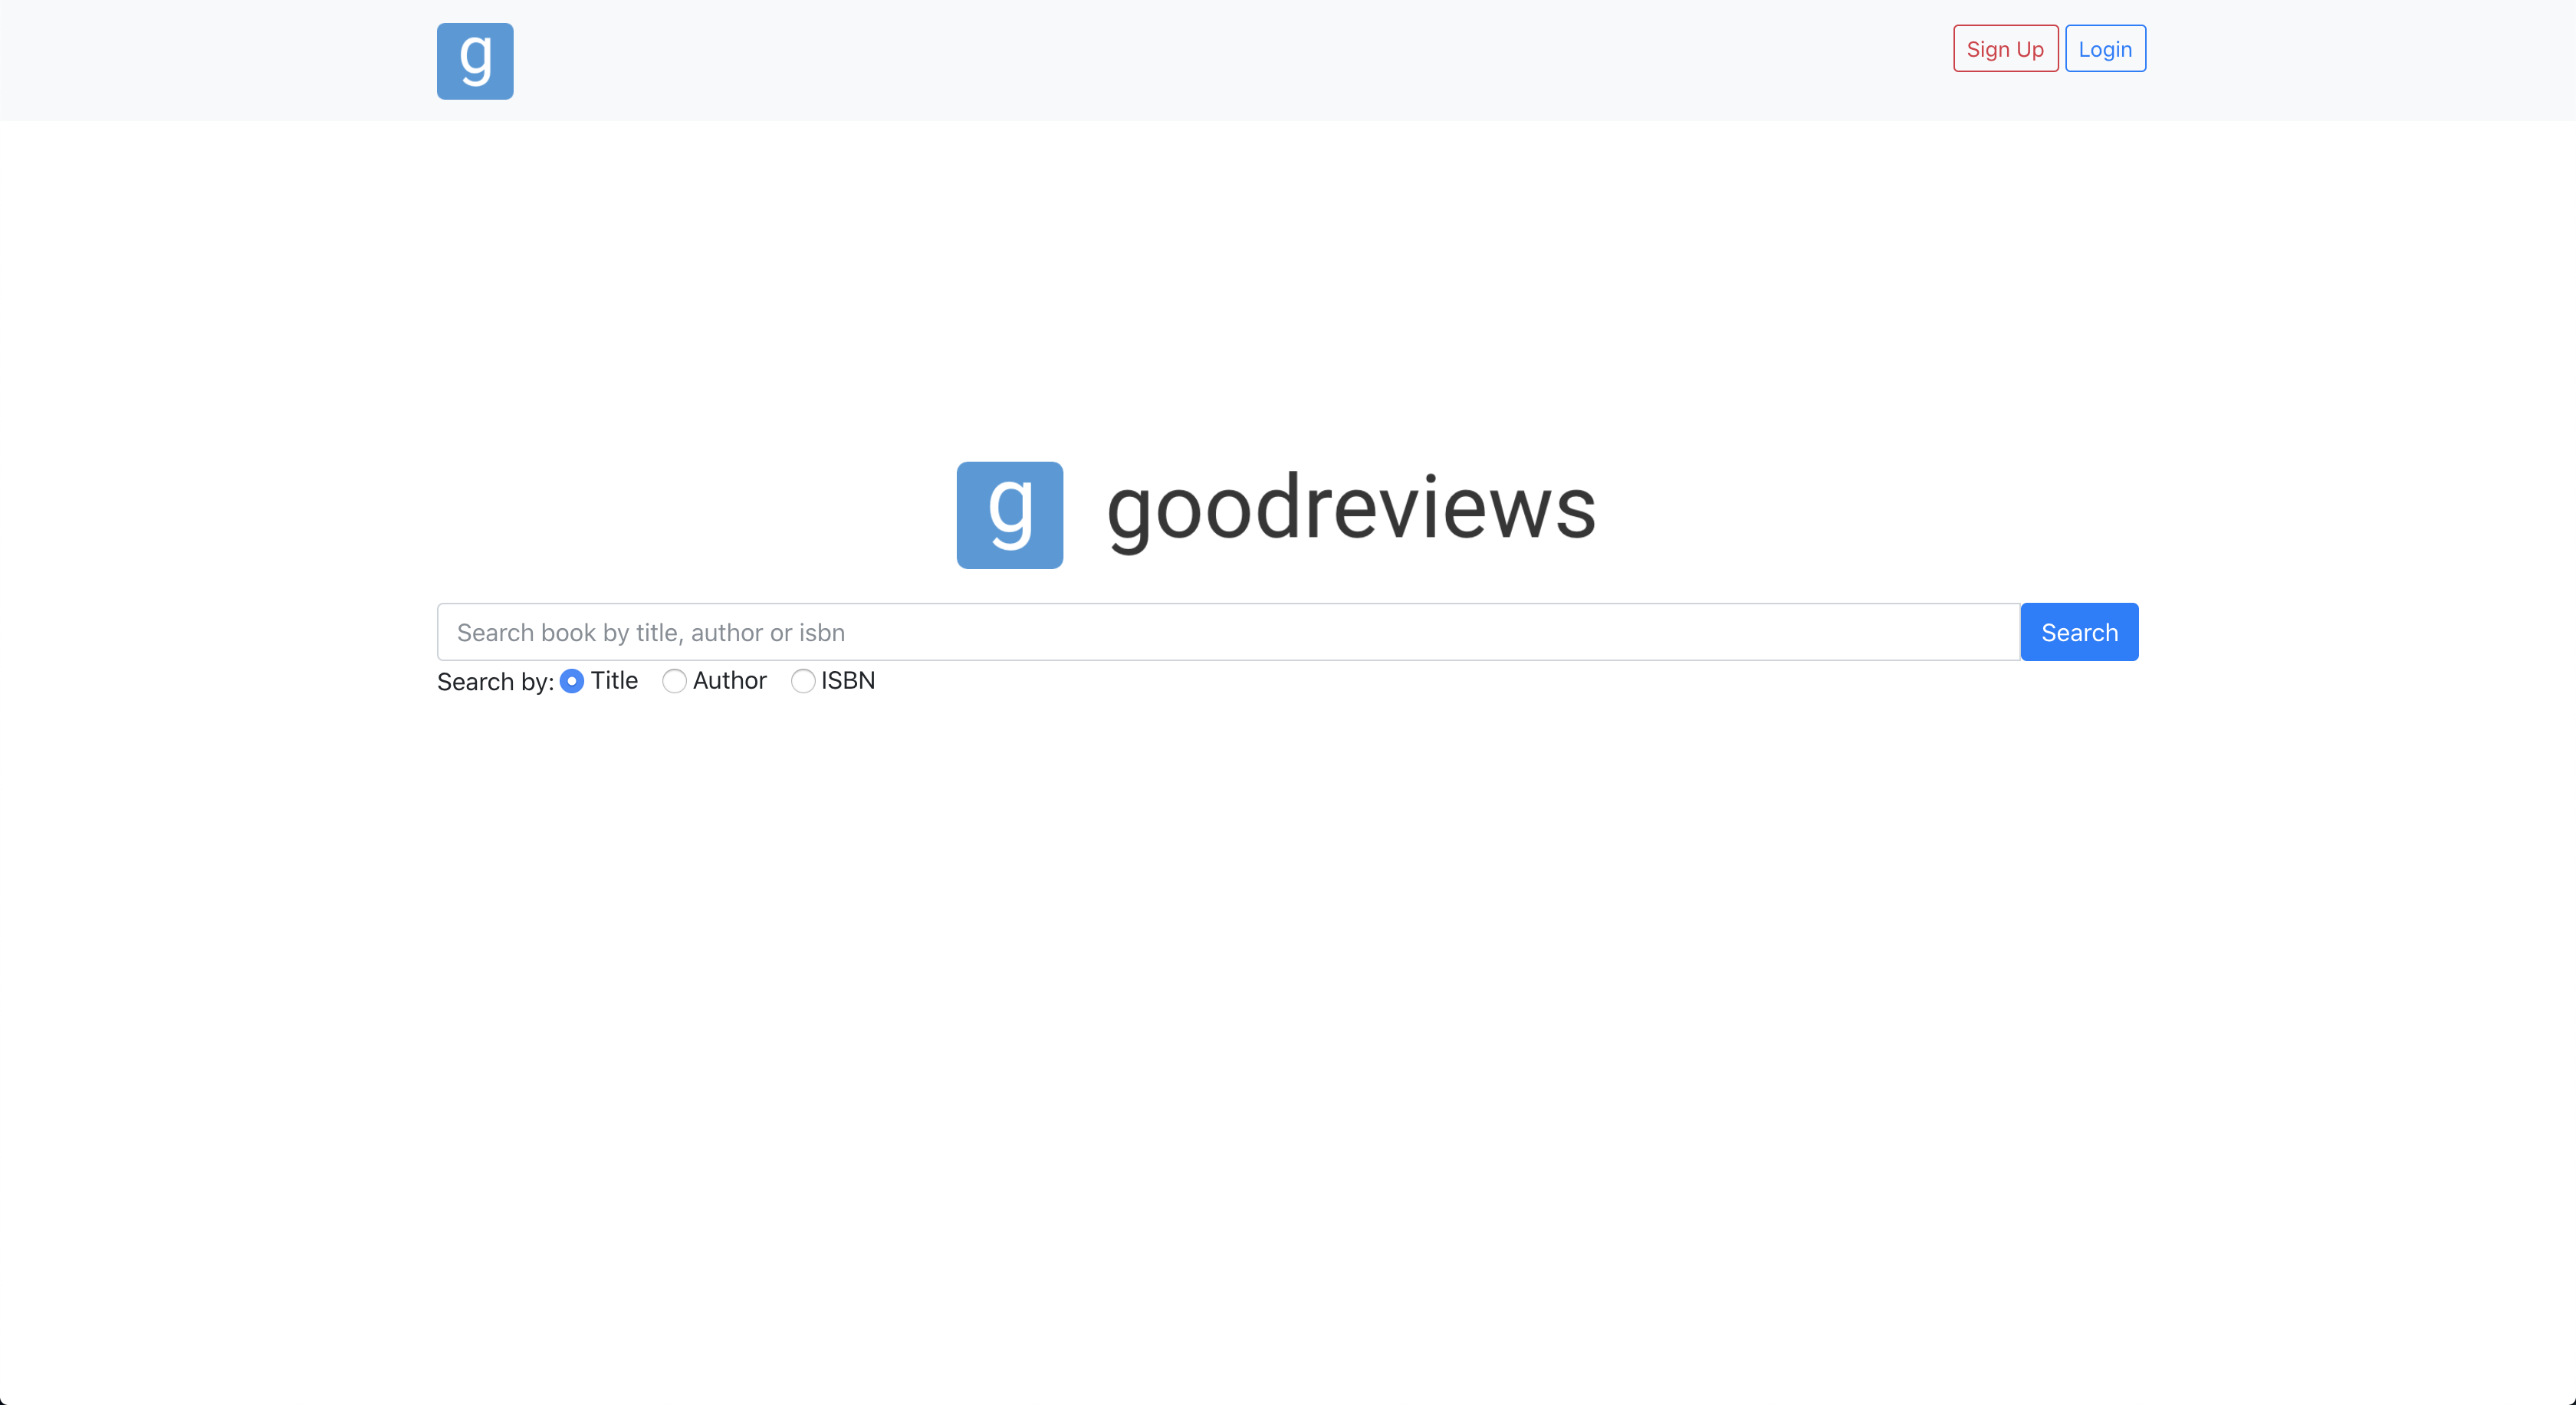 g
Sign Up Login
g goodreviews
Search book by title, author or isbn Search
Search by: Title Author ISBN